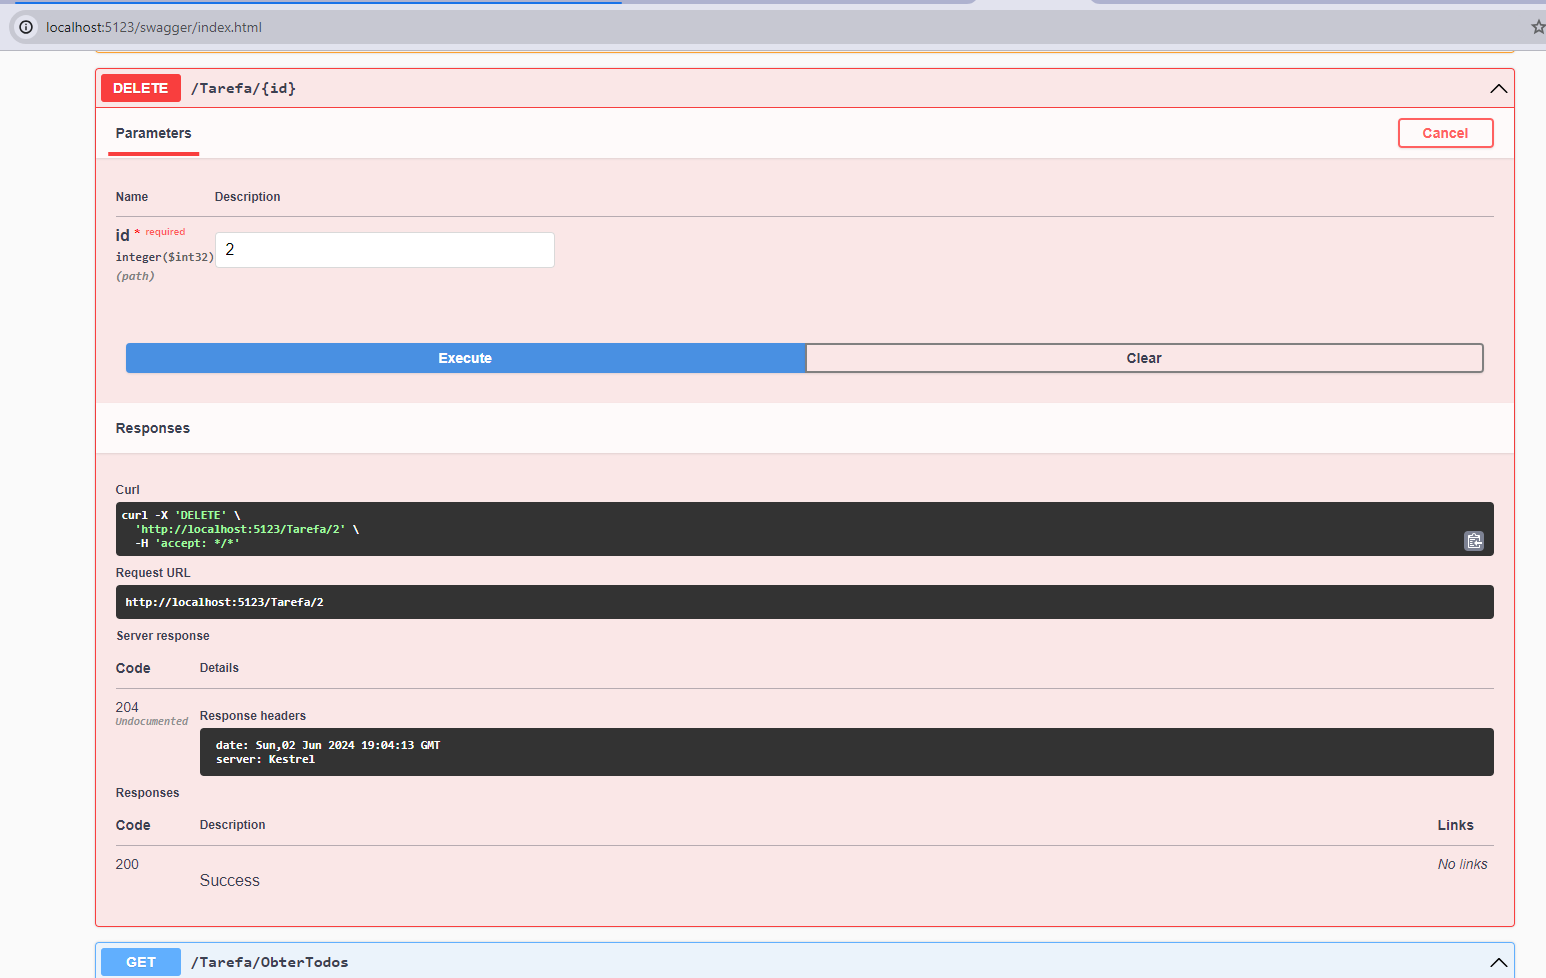 localhost:5123/swagger/index.html
DELETE /Tarefa/{id}
Parameters Cancel
Name Description
id * required
integer($int32)
(path)
2
Execute Clear
Responses
Curl
curl -X 'DELETE' \
  'http://localhost:5123/Tarefa/2' \
  -H 'accept: */*'
Request URL
http://localhost:5123/Tarefa/2
Server response
Code Details
204
Undocumented
Response headers
date: Sun,02 Jun 2024 19:04:13 GMT
server: Kestrel
Responses
Code Description Links
200 No links
Success
GET /Tarefa/ObterTodos